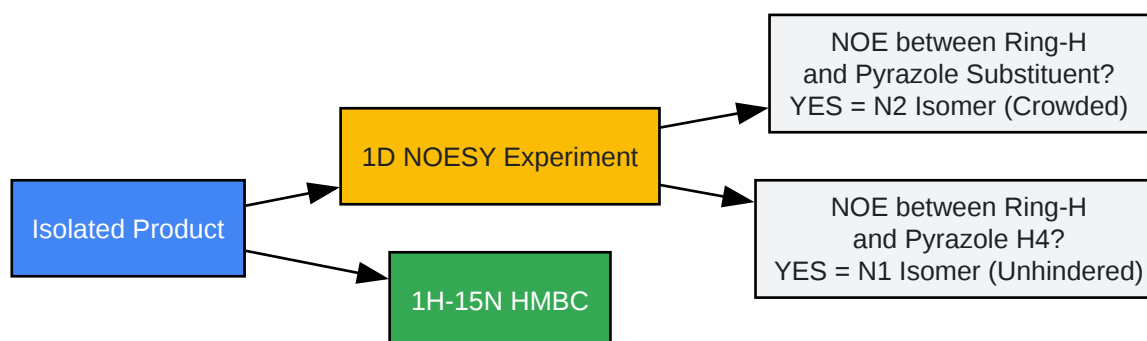 NOE between Ring-H
and Pyrazole Substituent?
YES = N2 Isomer (Crowded)
1D NOESY Experiment
Isolated Product
NOE between Ring-H
and Pyrazole H4?
YES = N1 Isomer (Unhindered)
1H-15N HMBC